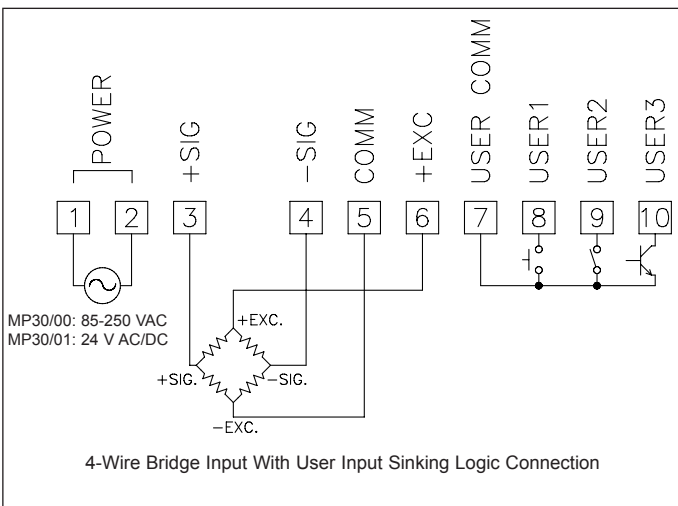 POWER
+SIG
−SIG
COMM
+EXC
USER COMM
USER1
USER2
USER3
1 2 3 4 5 6 7 8 9 10
MP30/00: 85-250 VAC
MP30/01: 24 V AC/DC
+EXC.
+SIG.
−SIG.
−EXC.
4-Wire Bridge Input With User Input Sinking Logic Connection